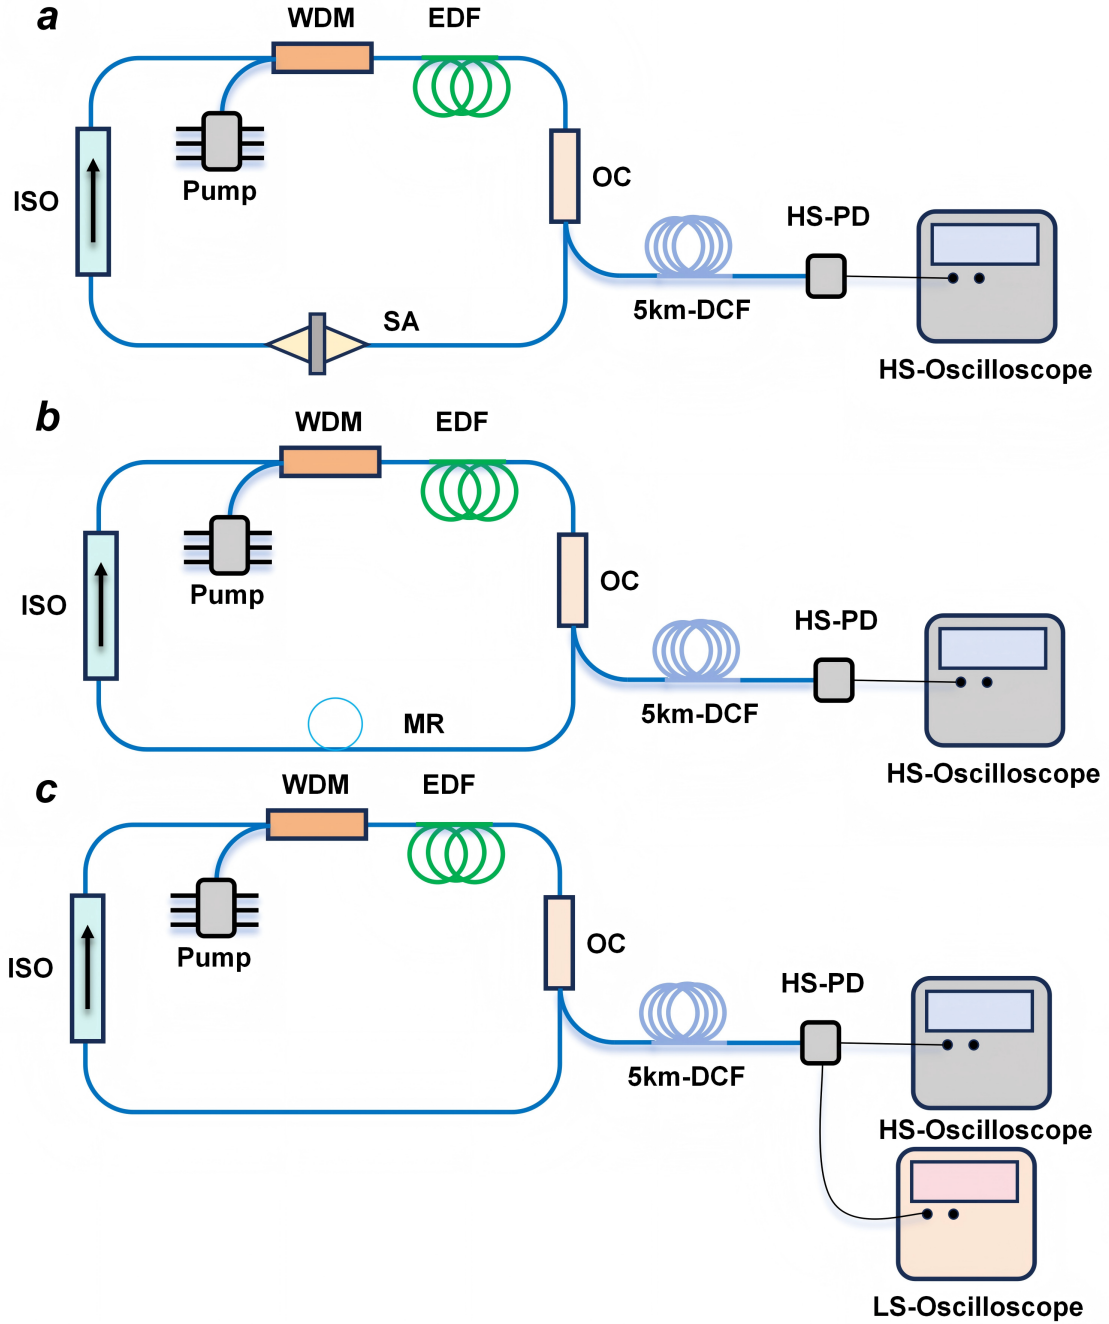 a
WDM
EDF
ISO
Pump
OC
HS-PD
SA
5km-DCF
HS-Oscilloscope
b
WDM
EDF
ISO
Pump
OC
HS-PD
MR
5km-DCF
HS-Oscilloscope
c
WDM
EDF
ISO
Pump
OC
HS-PD
5km-DCF
HS-Oscilloscope
LS-Oscilloscope